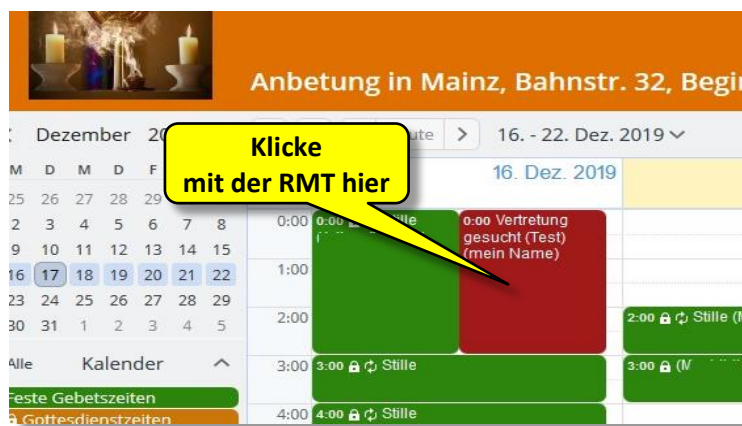 Anbetung in Mainz, Bahnstr. 32, Begin
Dezember 20
Klicke
mit der RMT hier
ute > 16. - 22. Dez. 2019
M D M D F
25 26 27 28 29
2 3 4 5 6 7 8
9 10 11 12 13 14 15
16 17 18 19 20 21 22
23 24 25 26 27 28 29
30 31 1 2 3 4 5
Alle Kalender
Feste Gebetszeiten
Gottesdienstzeiten
16. Dez. 2019
0:00
1:00
2:00
3:00
4:00
0:00 Stille
0:00 Vertretung
gesucht (Test)
(mein Name)
3:00 Stille
4:00 Stille
2:00 Stille (M
3:00 (M